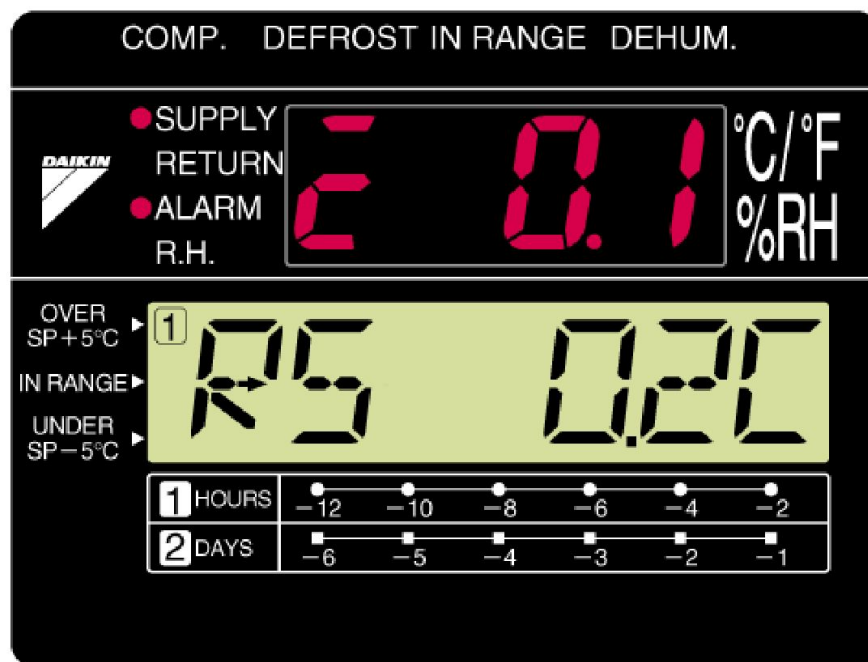 COMP. DEFROST IN RANGE DEHUM.
SUPPLY
RETURN
ALARM
R.H.
DAIKIN
0.1
°C/°F
%RH
OVER
SP+5°C
IN RANGE
UNDER
SP-5°C
1
RS 0.2C
1 HOURS -12 -10 -8 -6 -4 -2
2 DAYS -6 -5 -4 -3 -2 -1